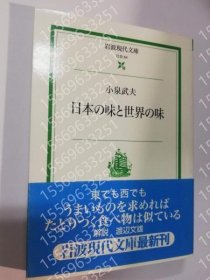 岩波現代文庫
小泉武夫
日本の味と世界の味
東でも西でも
うまいものを求めれば
たどりつく食べ物は似ている
解説 渡辺文雄
岩波現代文庫最新刊